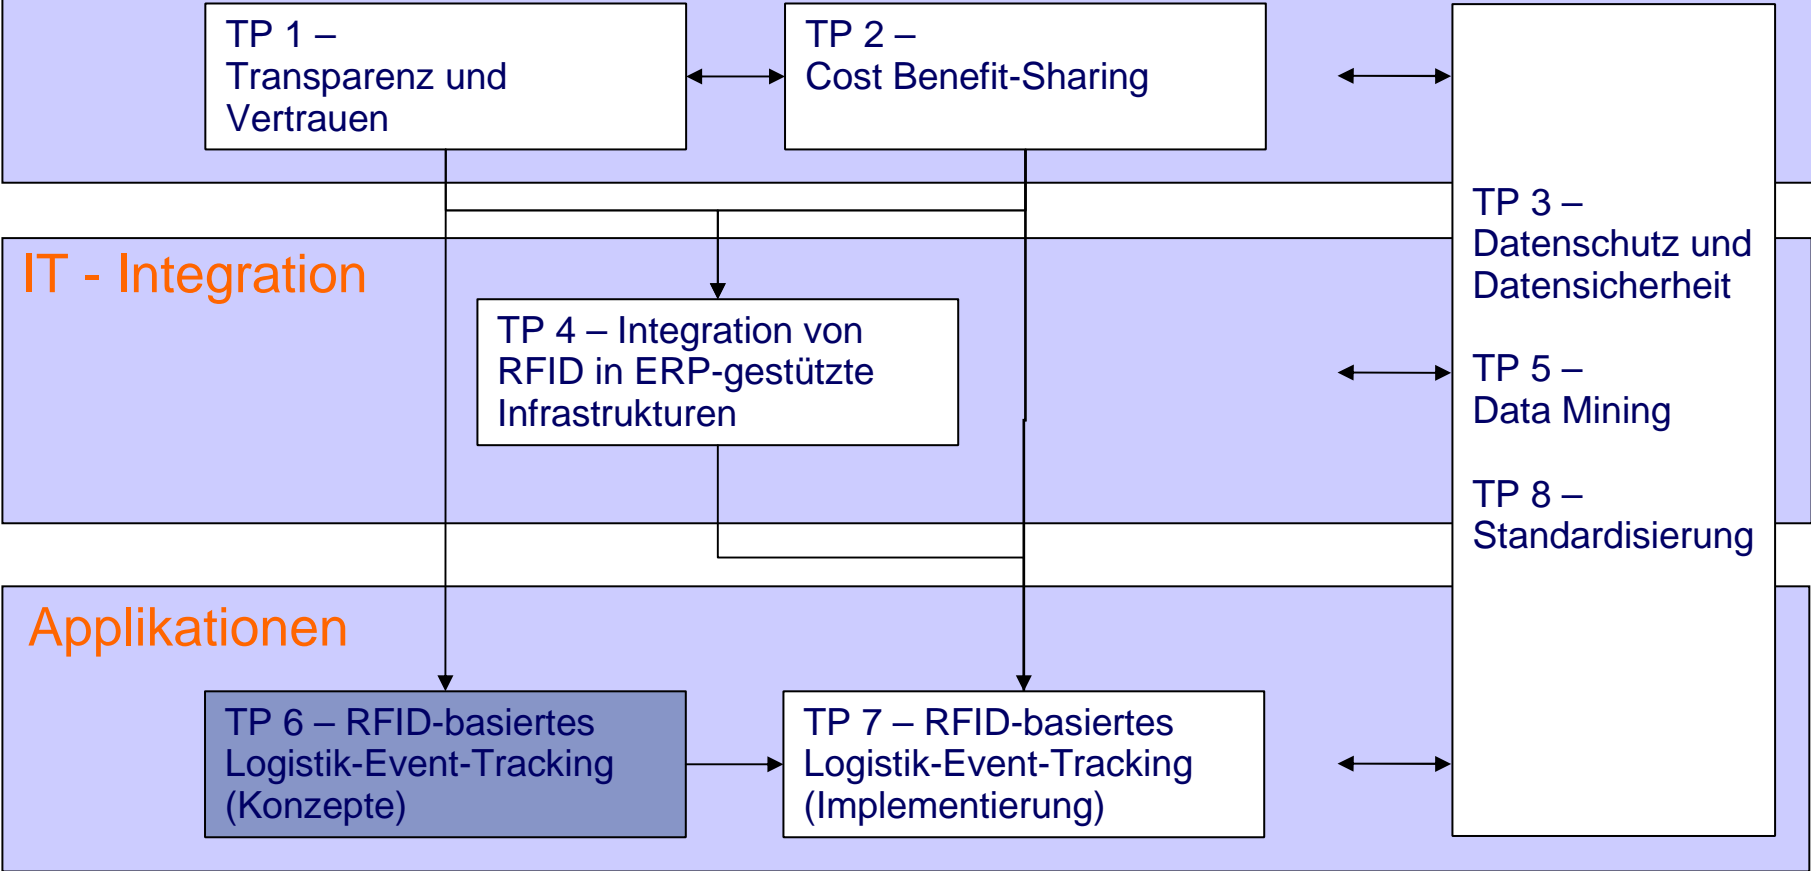 TP 1 –
Transparenz und
Vertrauen
TP 2 –
Cost Benefit-Sharing
TP 3 –
Datenschutz und
Datensicherheit
TP 5 –
Data Mining
TP 8 –
Standardisierung
IT - Integration
TP 4 – Integration von
RFID in ERP-gestützte
Infrastrukturen
Applikationen
TP 6 – RFID-basiertes
Logistik-Event-Tracking
(Konzepte)
TP 7 – RFID-basiertes
Logistik-Event-Tracking
(Implementierung)